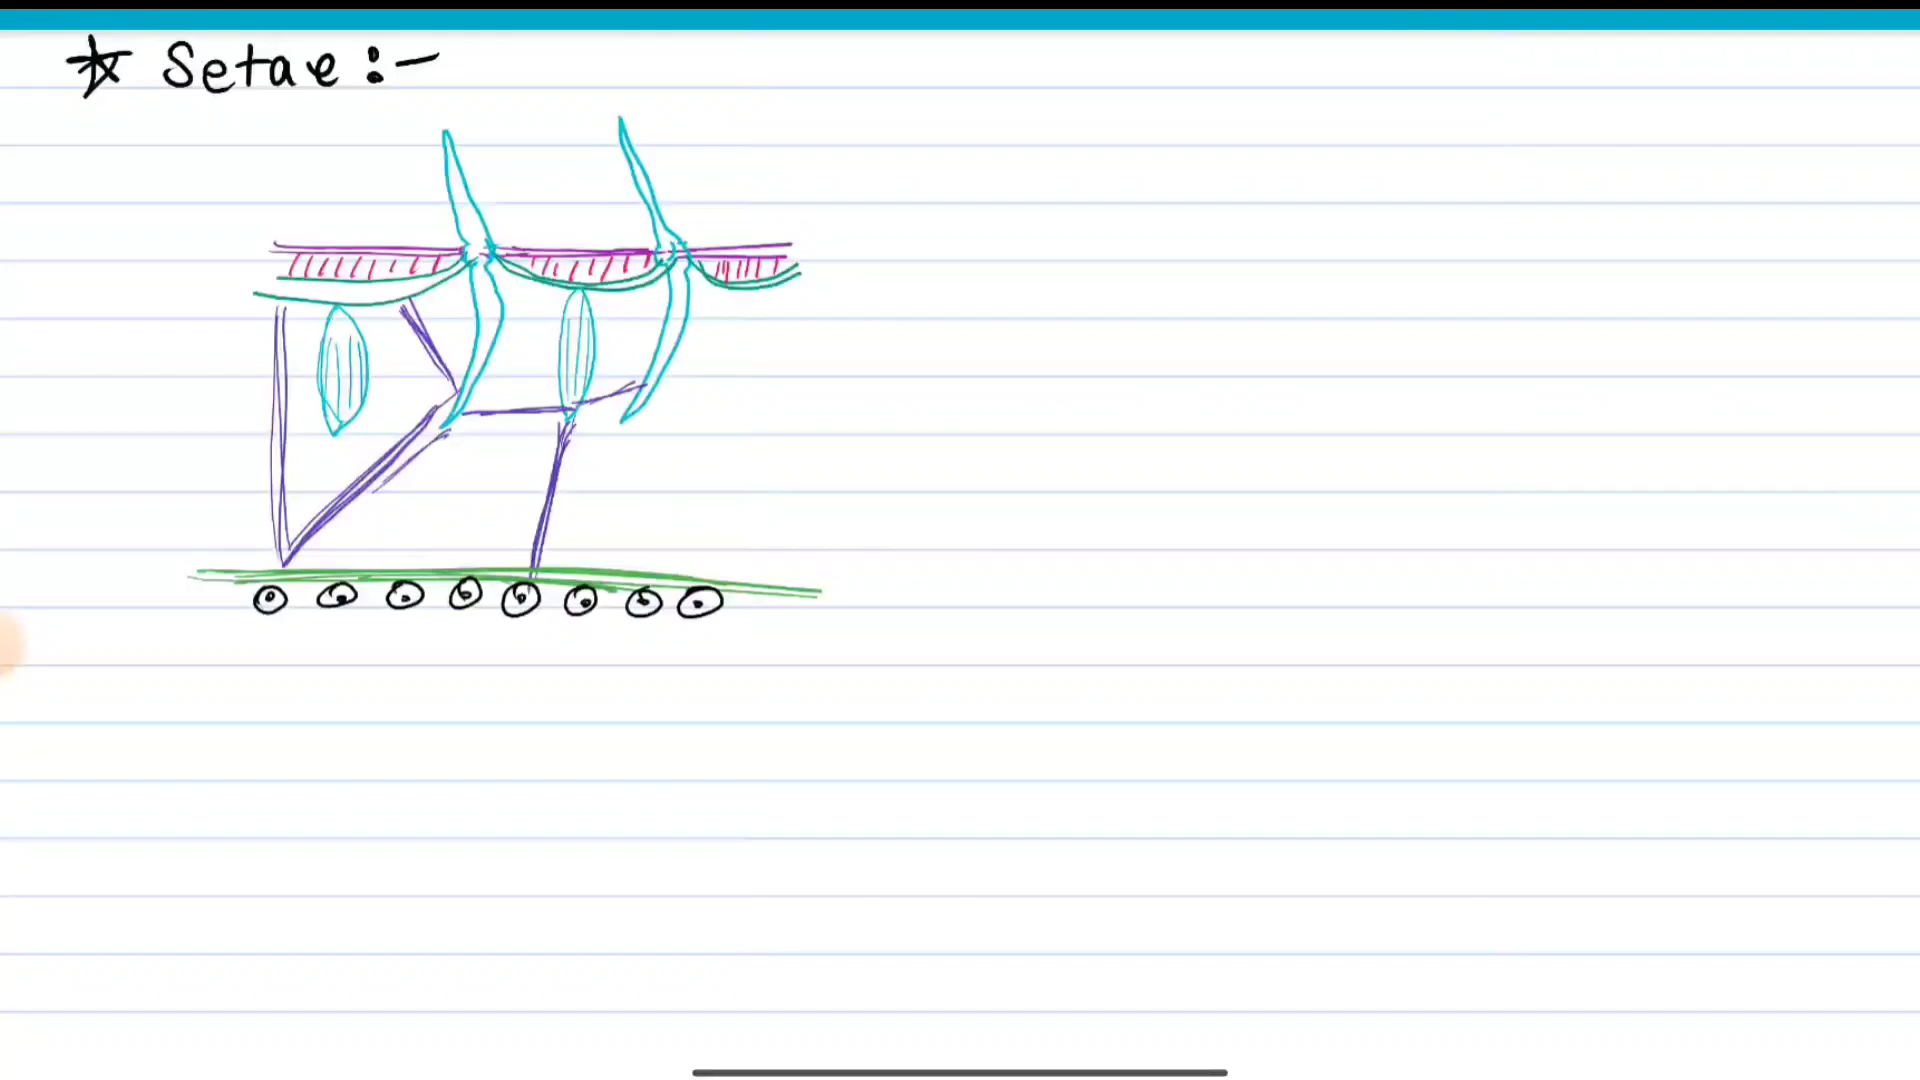 ☆ Setae :-